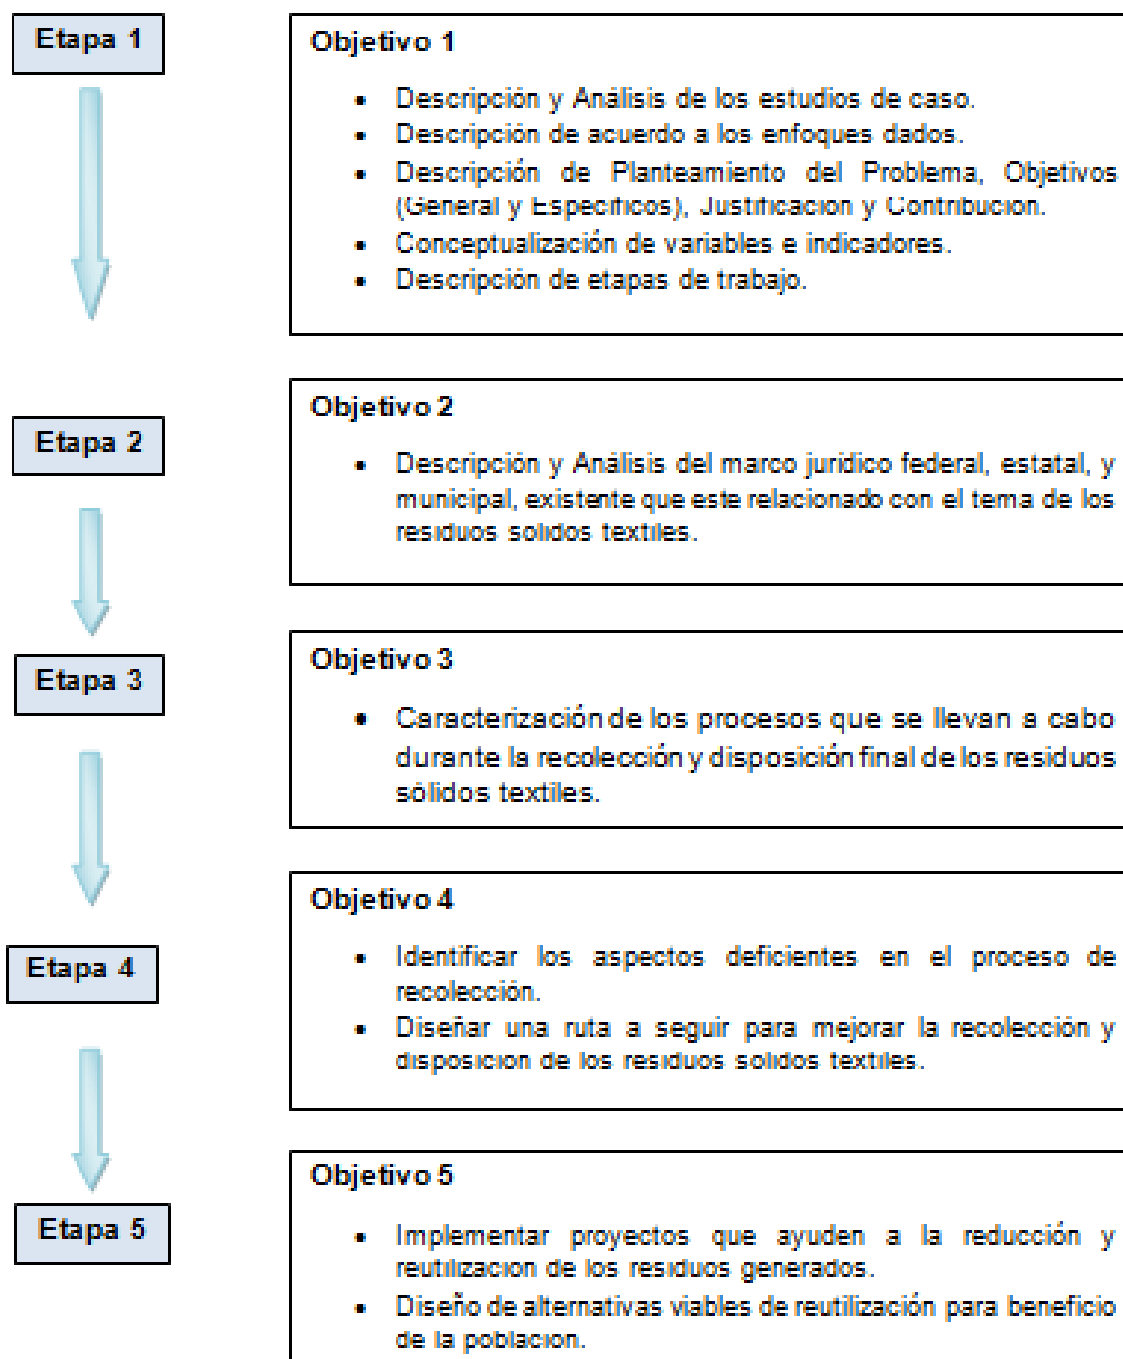 Etapa 1
Objetivo 1
• Descripción y Análisis de los estudios de caso.
• Descripción de acuerdo a los enfoques dados.
• Descripción de Planteamiento del Problema, Objetivos
(General y Específicos), Justificación y Contribución.
• Conceptualización de variables e indicadores.
• Descripción de etapas de trabajo.
Etapa 2
Objetivo 2
• Descripción y Análisis del marco jurídico federal, estatal, y
municipal, existente que este relacionado con el tema de los
residuos sólidos textiles.
Etapa 3
Objetivo 3
• Caracterización de los procesos que se llevan a cabo
durante la recolección y disposición final de los residuos
sólidos textiles.
Etapa 4
Objetivo 4
• Identificar los aspectos deficientes en el proceso de
recolección.
• Diseñar una ruta a seguir para mejorar la recolección y
disposición de los residuos sólidos textiles.
Etapa 5
Objetivo 5
• Implementar proyectos que ayuden a la reducción y
reutilización de los residuos generados.
• Diseño de alternativas viables de reutilización para beneficio
de la población.